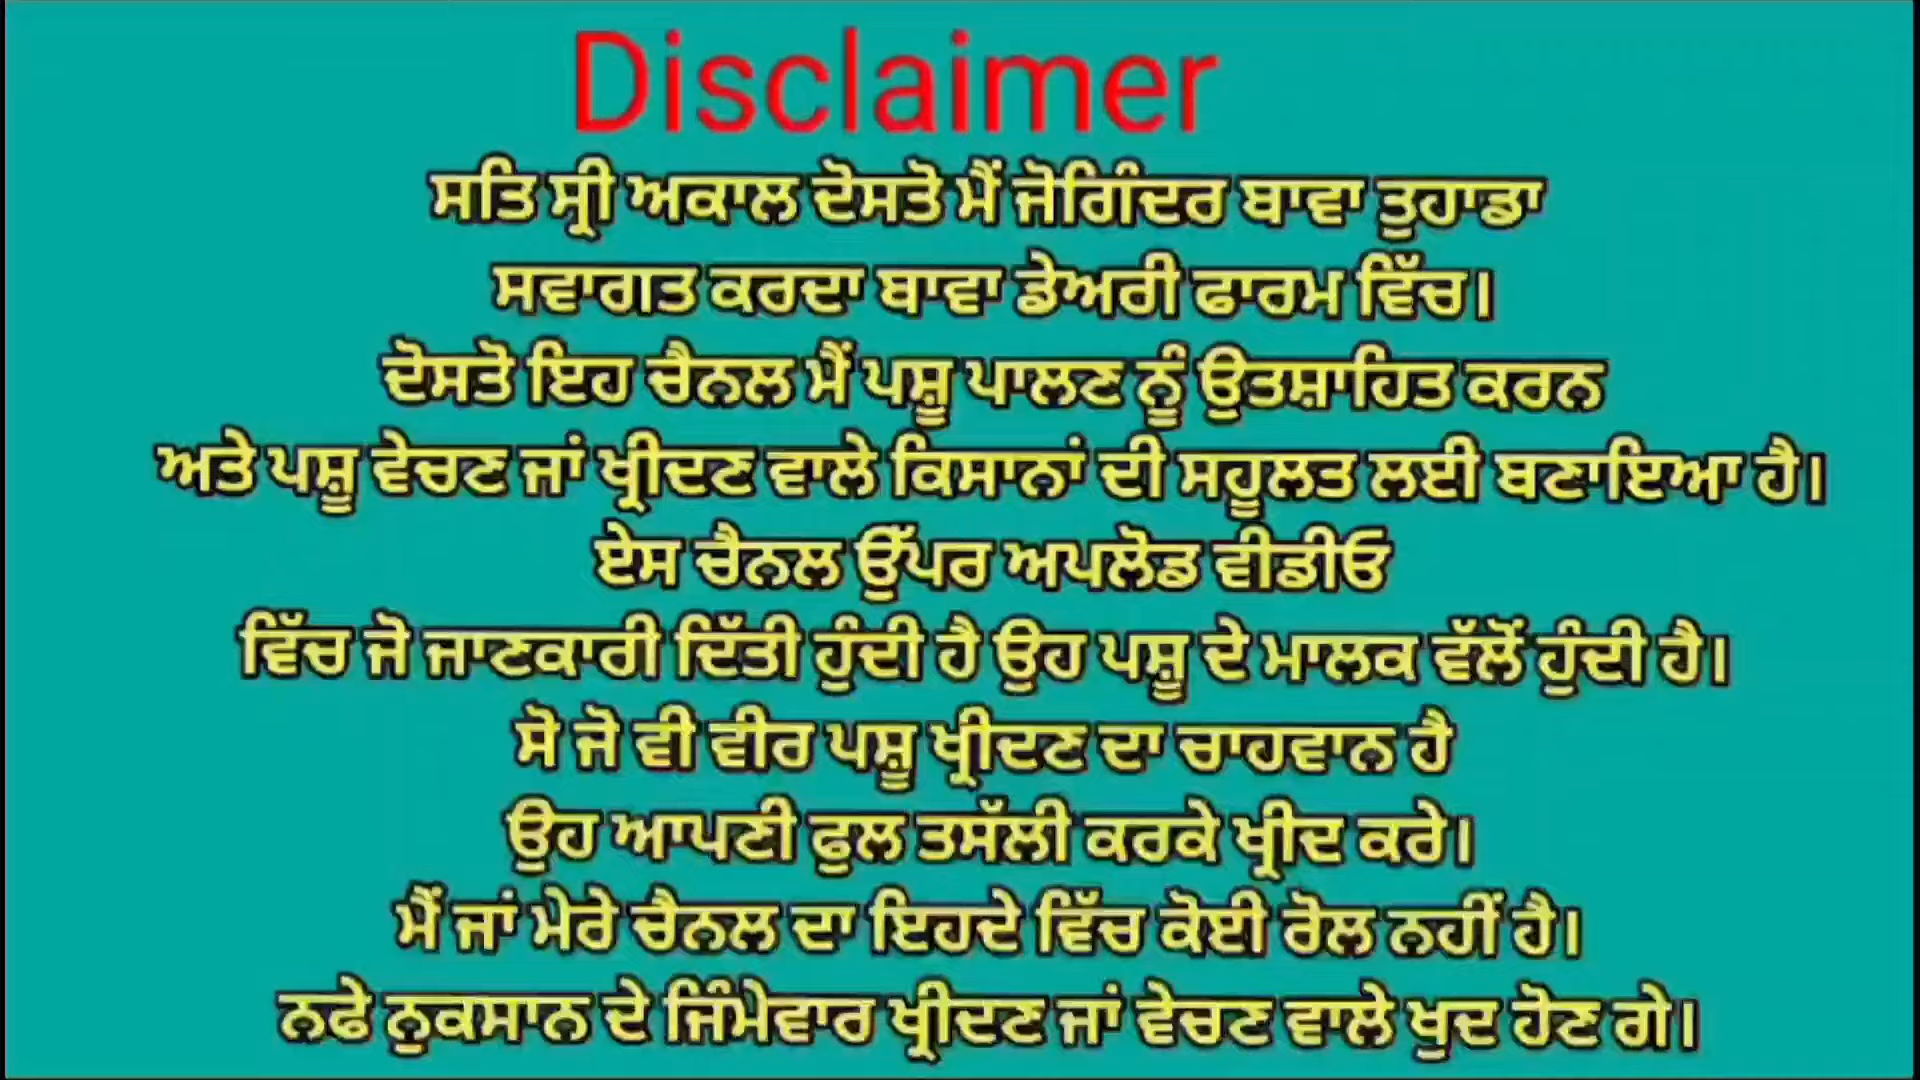 Disclaimer
ਸਤਿ ਸ੍ਰੀ ਅਕਾਲ ਦੋਸਤੋ ਮੈਂ ਜੋਗਿੰਦਰ ਬਾਵਾ ਤੁਹਾਡਾ
ਸਵਾਗਤ ਕਰਦਾ ਬਾਵਾ ਡੇਅਰੀ ਫਾਰਮ ਵਿੱਚ।
ਦੋਸਤੋ ਇਹ ਚੈਨਲ ਮੈਂ ਪਸ਼ੂ ਪਾਲਣ ਨੂੰ ਉਤਸ਼ਾਹਿਤ ਕਰਨ
ਅਤੇ ਪਸ਼ੂ ਵੇਚਣ ਜਾਂ ਖ੍ਰੀਦਣ ਵਾਲੇ ਕਿਸਾਨਾਂ ਦੀ ਸਹੂਲਤ ਲਈ ਬਣਾਇਆ ਹੈ।
ਏਸ ਚੈਨਲ ਉੱਪਰ ਅਪਲੋਡ ਵੀਡੀਓ
ਵਿੱਚ ਜੋ ਜਾਣਕਾਰੀ ਦਿੱਤੀ ਹੁੰਦੀ ਹੈ ਉਹ ਪਸ਼ੂ ਦੇ ਮਾਲਕ ਵੱਲੋਂ ਹੁੰਦੀ ਹੈ।
ਸੋ ਜੋ ਵੀ ਵੀਰ ਪਸ਼ੂ ਖ੍ਰੀਦਣ ਦਾ ਚਾਹਵਾਨ ਹੈ
ਉਹ ਆਪਣੀ ਫੁਲ ਤਸੱਲੀ ਕਰਕੇ ਖ੍ਰੀਦ ਕਰੇ।
ਮੈਂ ਜਾਂ ਮੇਰੇ ਚੈਨਲ ਦਾ ਇਹਦੇ ਵਿੱਚ ਕੋਈ ਰੋਲ ਨਹੀਂ ਹੈ।
ਨਫੇ ਨੁਕਸਾਨ ਦੇ ਜਿੰਮੇਵਾਰ ਖ੍ਰੀਦਣ ਜਾਂ ਵੇਚਣ ਵਾਲੇ ਖੁਦ ਹੋਣ ਗੇ।